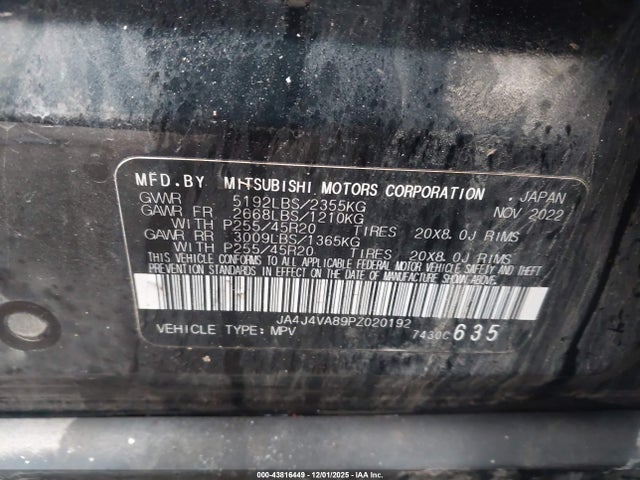 MFD.BY MITSUBISHI MOTORS CORPORATION JAPAN
GVWR 5192LBS/2355KG NOV 2022
GAWR FR 2668LBS/1210KG
WITH P255/45R20 TIRES 20X8.0J RIMS
GAWR RR 3009LBS/1365KG
WITH P255/45R20 TIRES 20X8.0J RIMS
THIS VEHICLE CONFORMS TO ALL APPLICABLE FEDERAL MOTOR VEHICLE SAFETY AND THEFT
PREVENTION STANDARDS IN EFFECT ON THE DATE OF MANUFACTURE SHOWN ABOVE.
JA4J4VA89PZ020192
VEHICLE TYPE: MPV 7430C 635
000-43816449 - 12/01/2025 - IAA Corp.